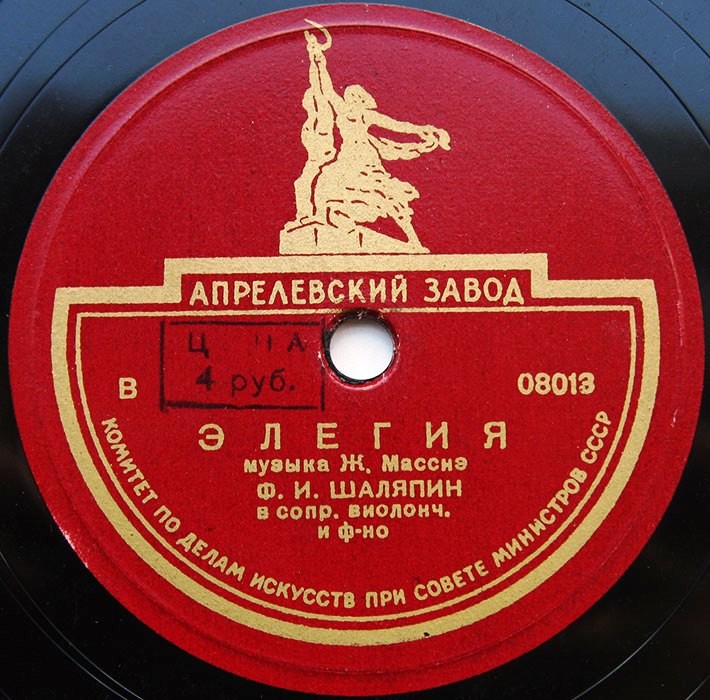 АПРЕЛЕВСКИЙ ЗАВОД
4 руб.
В
08013
ЭЛЕГИЯ
музыка Ж. Массиэ
Ф. И. ШАЛЯПИН
в сопр. виолонч.
и ф-но
КОМИТЕТ ПО ДЕЛАМ ИСКУССТВ ПРИ СОВЕТЕ МИНИСТРОВ СССР